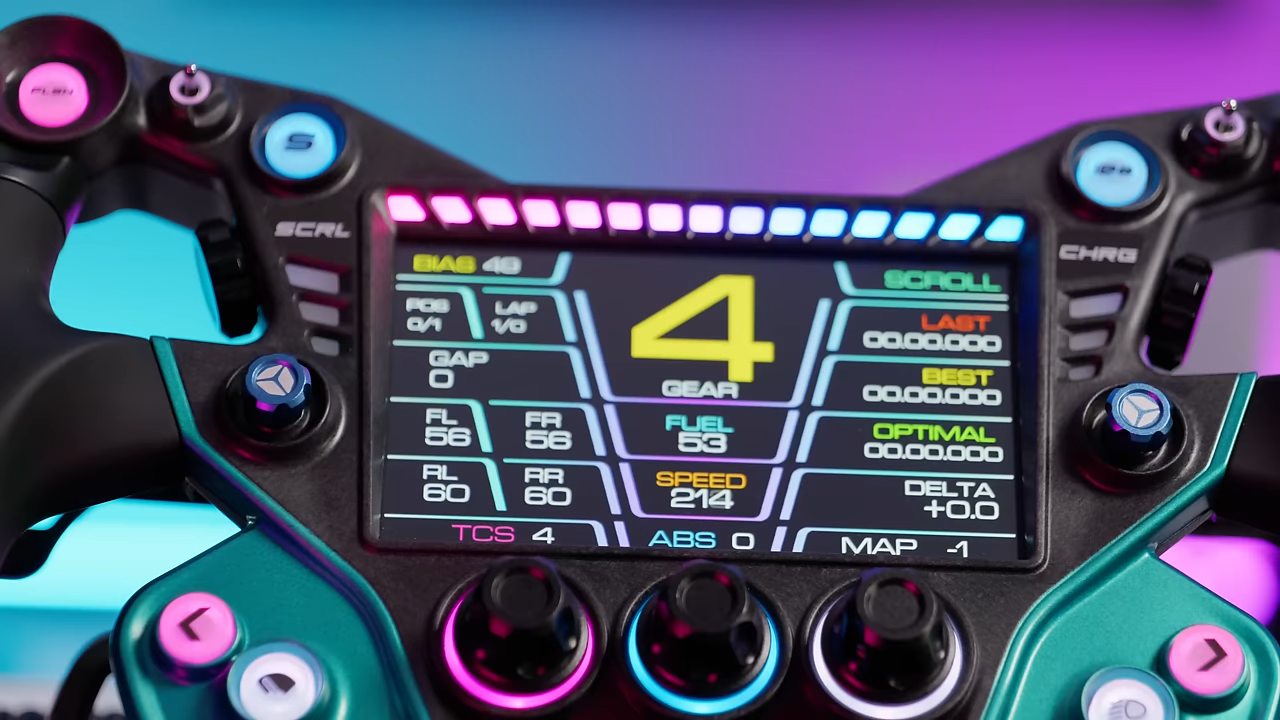 S
SCRL
CHRG
BIAS 49
SCROLL
POS
0/1
LAP
1/0
4
GEAR
LAST
00.00.000
GAP
0
BEST
00.00.000
FL
56
FR
56
FUEL
53
OPTIMAL
00.00.000
RL
60
RR
60
SPEED
214
DELTA
+0.0
TCS 4
ABS 0
MAP -1